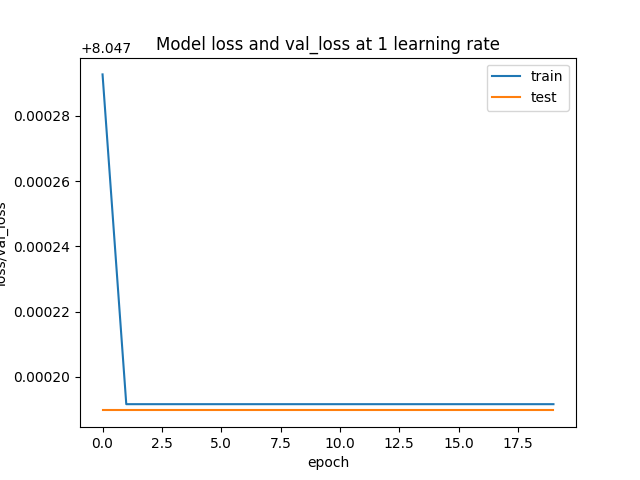 +8.047
Model loss and val_loss at 1 learning rate
train
test
0.00028
0.00026
0.00024
0.00022
0.00020
loss/val_loss
0.0 2.5 5.0 7.5 10.0 12.5 15.0 17.5
epoch